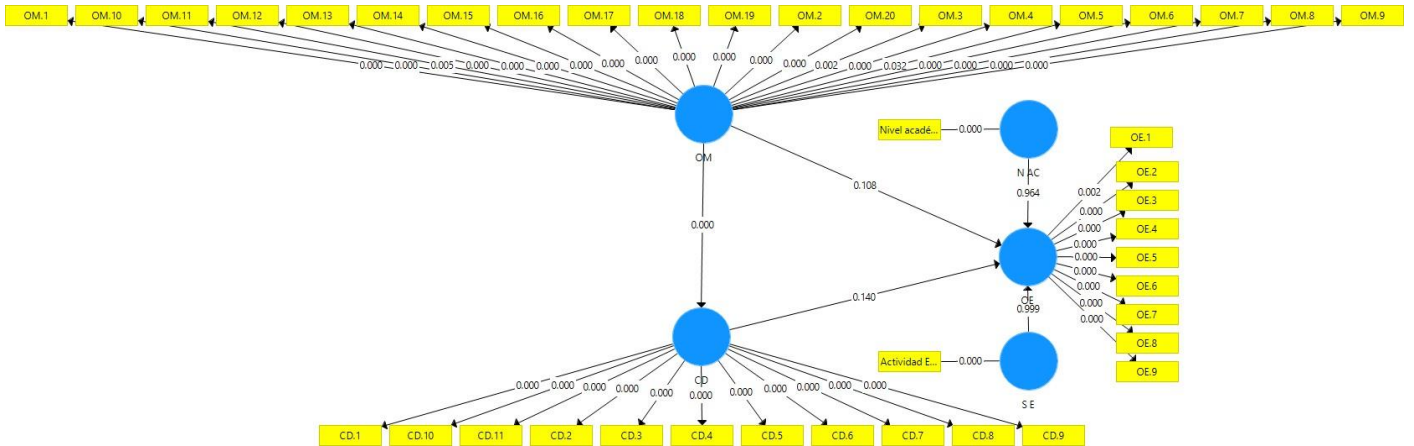 OM.1 OM.10 OM.11 OM.12 OM.13 OM.14 OM.15 OM.16 OM.17 OM.18 OM.19 OM.2 OM.20 OM.3 OM.4 OM.5 OM.6 OM.7 OM.8 OM.9
0.000 0.000 0.005 0.000 0.000 0.000 0.000 0.000 0.000 0.000 0.000 0.000 0.000 0.002 0.000 0.032 0.000 0.000 0.000 0.000
OM
Nivel acadé...
0.000
N AC
0.964
OE.1
OE.2
OE.3
OE.4
OE.5
OE.6
OE.7
OE.8
OE.9
0.002
0.000
0.000
0.000
0.000
0.000
0.000
0.000
0.000
0.108
0.000
0.140
OE
0.999
Actividad E...
0.000
S E
CD
0.000 0.000 0.000 0.000 0.000 0.000 0.000 0.000 0.000 0.000 0.000
CD.1 CD.10 CD.11 CD.2 CD.3 CD.4 CD.5 CD.6 CD.7 CD.8 CD.9